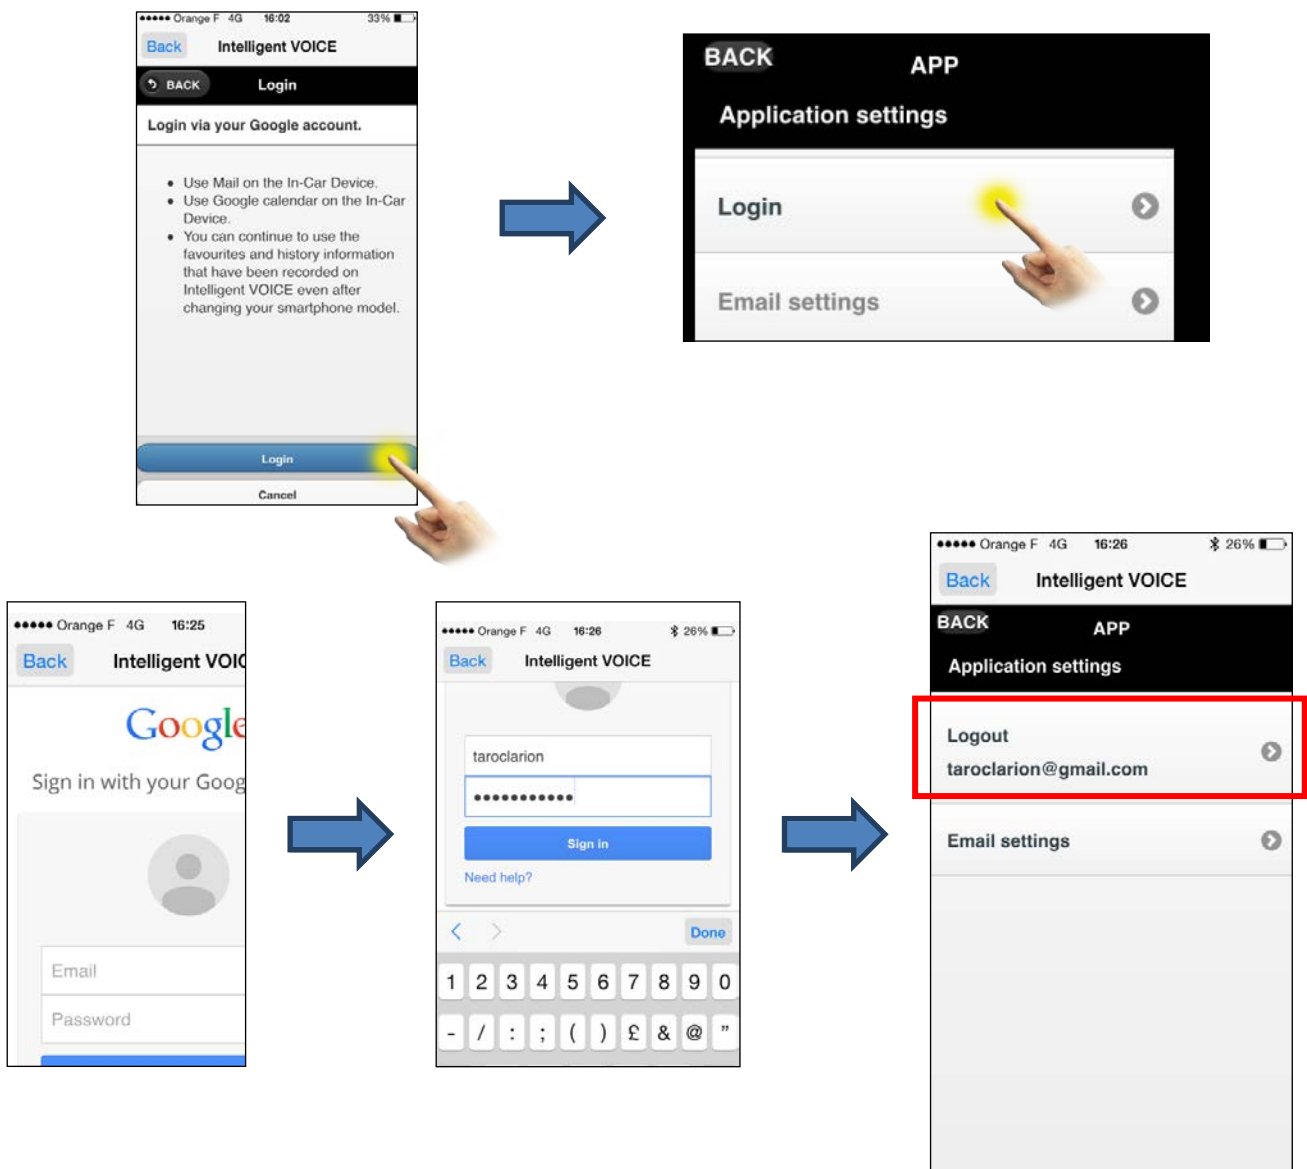 Orange F 4G 16:02 33%
Back Intelligent VOICE
BACK Login
Login via your Google account.
• Use Mail on the In-Car Device.
• Use Google calendar on the In-Car
Device.
• You can continue to use the
favourites and history information
that have been recorded on
Intelligent VOICE even after
changing your smartphone model.
Login
Cancel
BACK
APP
Application settings
Login
Email settings
Orange F 4G 16:25
Back Intelligent VOIC
Google
Sign in with your Goog
Email
Password
Orange F 4G 16:26 26%
Back Intelligent VOICE
taroclarion
•••••••••••
Sign in
Need help?
< > Done
1 2 3 4 5 6 7 8 9 0
- / : ; ( ) £ & @ "
Orange F 4G 16:26 26%
Back Intelligent VOICE
BACK
APP
Application settings
Logout
taroclarion@gmail.com
Email settings